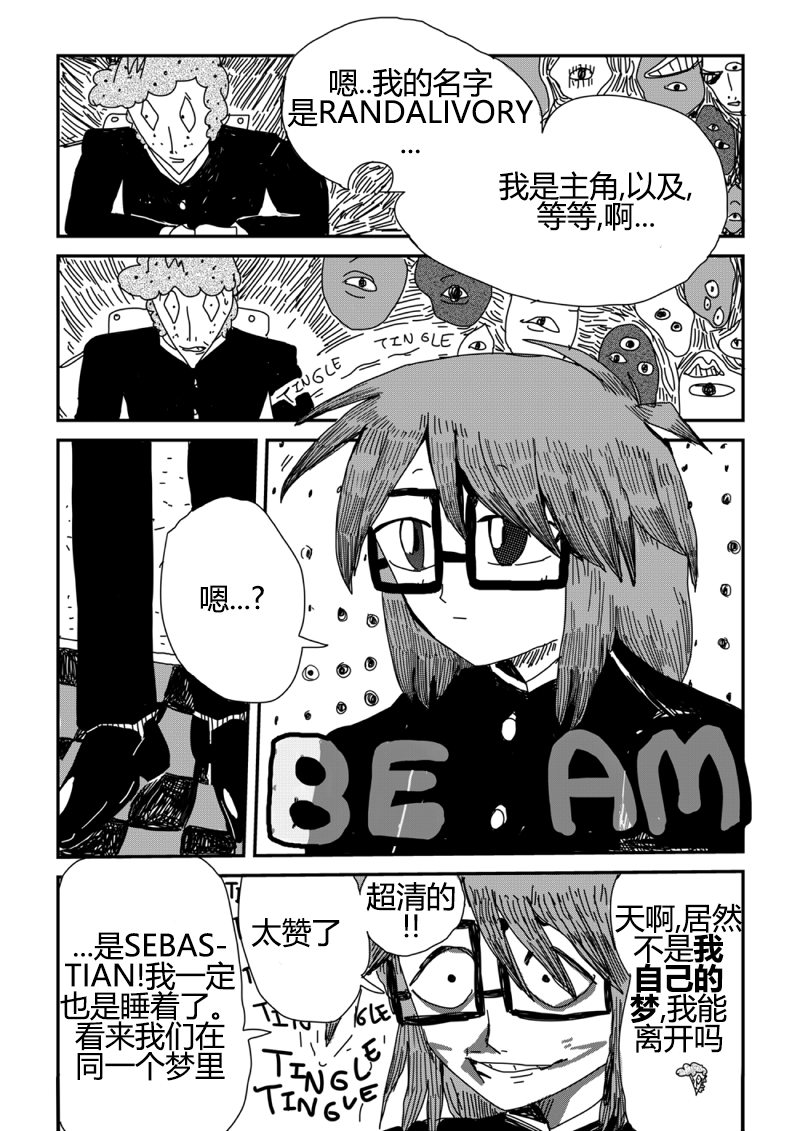 嗯..我的名字
是RANDALIVORY
...
我是主角,以及,
等等,啊...
TINGLE
TINGLE
嗯...?
BE AM
...是SEBAS-
TIAN!我一定
也是睡着了。
看来我们在
同一个梦里
太赞了
超清的
!!
天啊,居然
不是我
自己的
梦,我能
离开吗
TINGLE
TINGLE